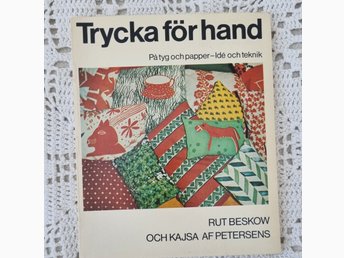 Trycka för hand
På tyg och papper–Idé och teknik
RUT BESKOW
OCH KAJSA AF PETERSENS